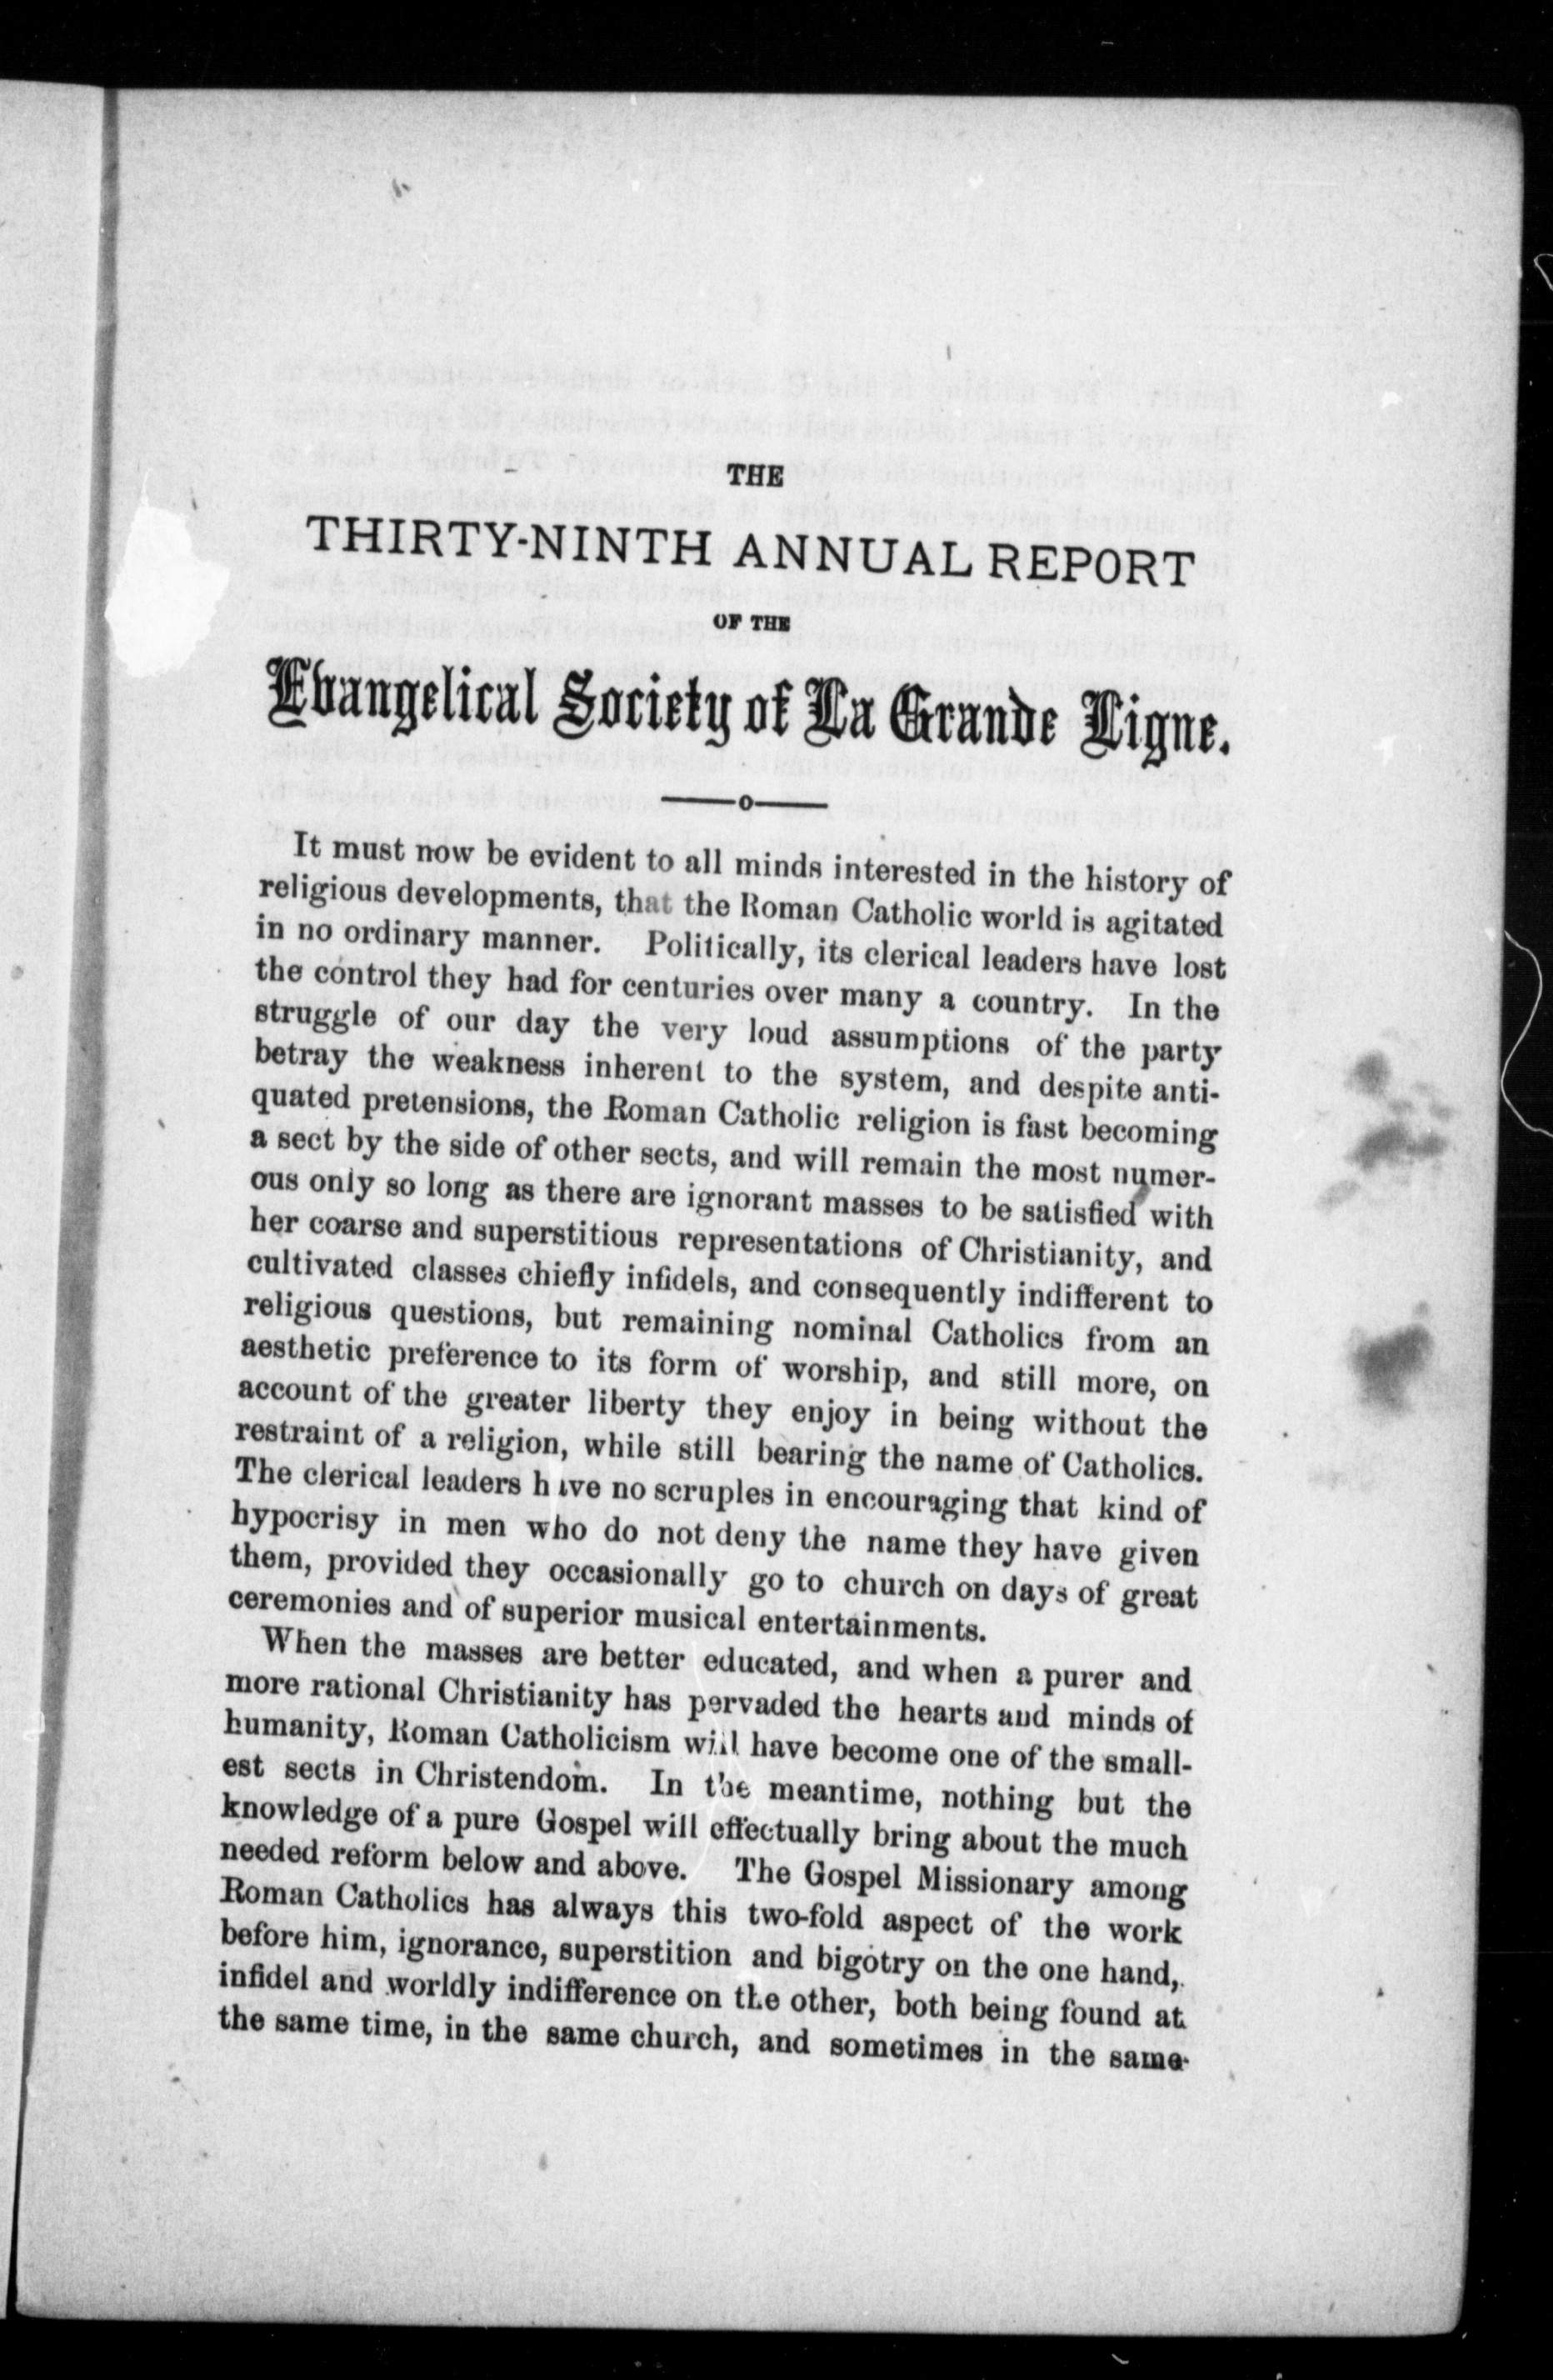 THE
THIRTY-NINTH ANNUAL REPORT
OF THE
Evangelical Society of La Grande Ligne.
o
It must now be evident to all minds interested in the history of
religious developments, that the Roman Catholic world is agitated
in no ordinary manner. Politically, its clerical leaders have lost
the control they had for centuries over many a country. In the
struggle of our day the very loud assumptions of the party
betray the weakness inherent to the system, and despite anti-
quated pretensions, the Roman Catholic religion is fast becoming
a sect by the side of other sects, and will remain the most numer-
ous only so long as there are ignorant masses to be satisfied with
her coarse and superstitious representations of Christianity, and
cultivated classes chiefly infidels, and consequently indifferent to
religious questions, but remaining nominal Catholics from an
aesthetic preference to its form of worship, and still more, on
account of the greater liberty they enjoy in being without the
restraint of a religion, while still bearing the name of Catholics.
The clerical leaders have no scruples in encouraging that kind of
hypocrisy in men who do not deny the name they have given
them, provided they occasionally go to church on days of great
ceremonies and of superior musical entertainments.
When the masses are better educated, and when a purer and
more rational Christianity has pervaded the hearts and minds of
humanity, Roman Catholicism will have become one of the small-
est sects in Christendom. In the meantime, nothing but the
knowledge of a pure Gospel will effectually bring about the much
needed reform below and above. The Gospel Missionary among
Roman Catholics has always this two-fold aspect of the work
before him, ignorance, superstition and bigotry on the one hand,
infidel and worldly indifference on the other, both being found at
the same time, in the same church, and sometimes in the same